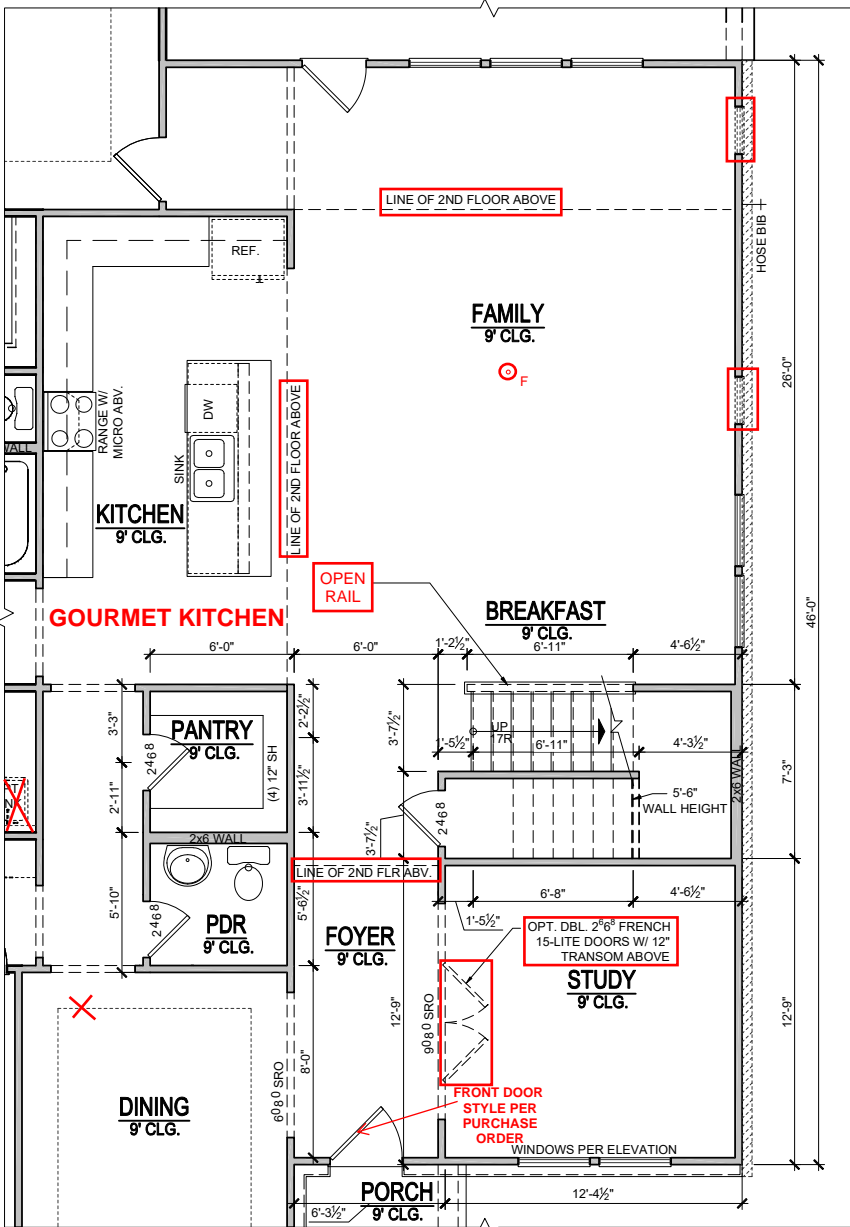 LINE OF 2ND FLOOR ABOVE
HOSE BIB
REF.
FAMILY
9' CLG.
F
26'-0"
RANGE W/
MICRO ABV.
DW
SINK
LINE OF 2ND FLOOR ABOVE
WALL
KITCHEN
9' CLG.
OPEN
RAIL
GOURMET KITCHEN
BREAKFAST
9' CLG.
46'-0"
6'-0"
6'-0"
1'-2½"
6'-11"
4'-6½"
3'-3"
PANTRY
9' CLG.
2468
(4) 12" SH
2'-2½"
3'-7½"
UP
17R
1'-5½"
6'-11"
4'-3½"
2x6 WALL
7'-3"
2'-11"
3'-11½"
5'-6"
WALL HEIGHT
2468
3'-7½"
2x6 WALL
LINE OF 2ND FLR ABV.
5'-10"
2468
PDR
9' CLG.
5'-6½"
6'-8"
4'-6½"
1'-5½"
FOYER
9' CLG.
OPT. DBL. 2⁸6⁸ FRENCH
15-LITE DOORS W/ 12"
TRANSOM ABOVE
STUDY
9' CLG.
12'-9"
9080 SRO
12'-9"
6080 SRO
8'-0"
DINING
9' CLG.
FRONT DOOR
STYLE PER
PURCHASE
ORDER
WINDOWS PER ELEVATION
PORCH
9' CLG.
6'-3½"
12'-4½"